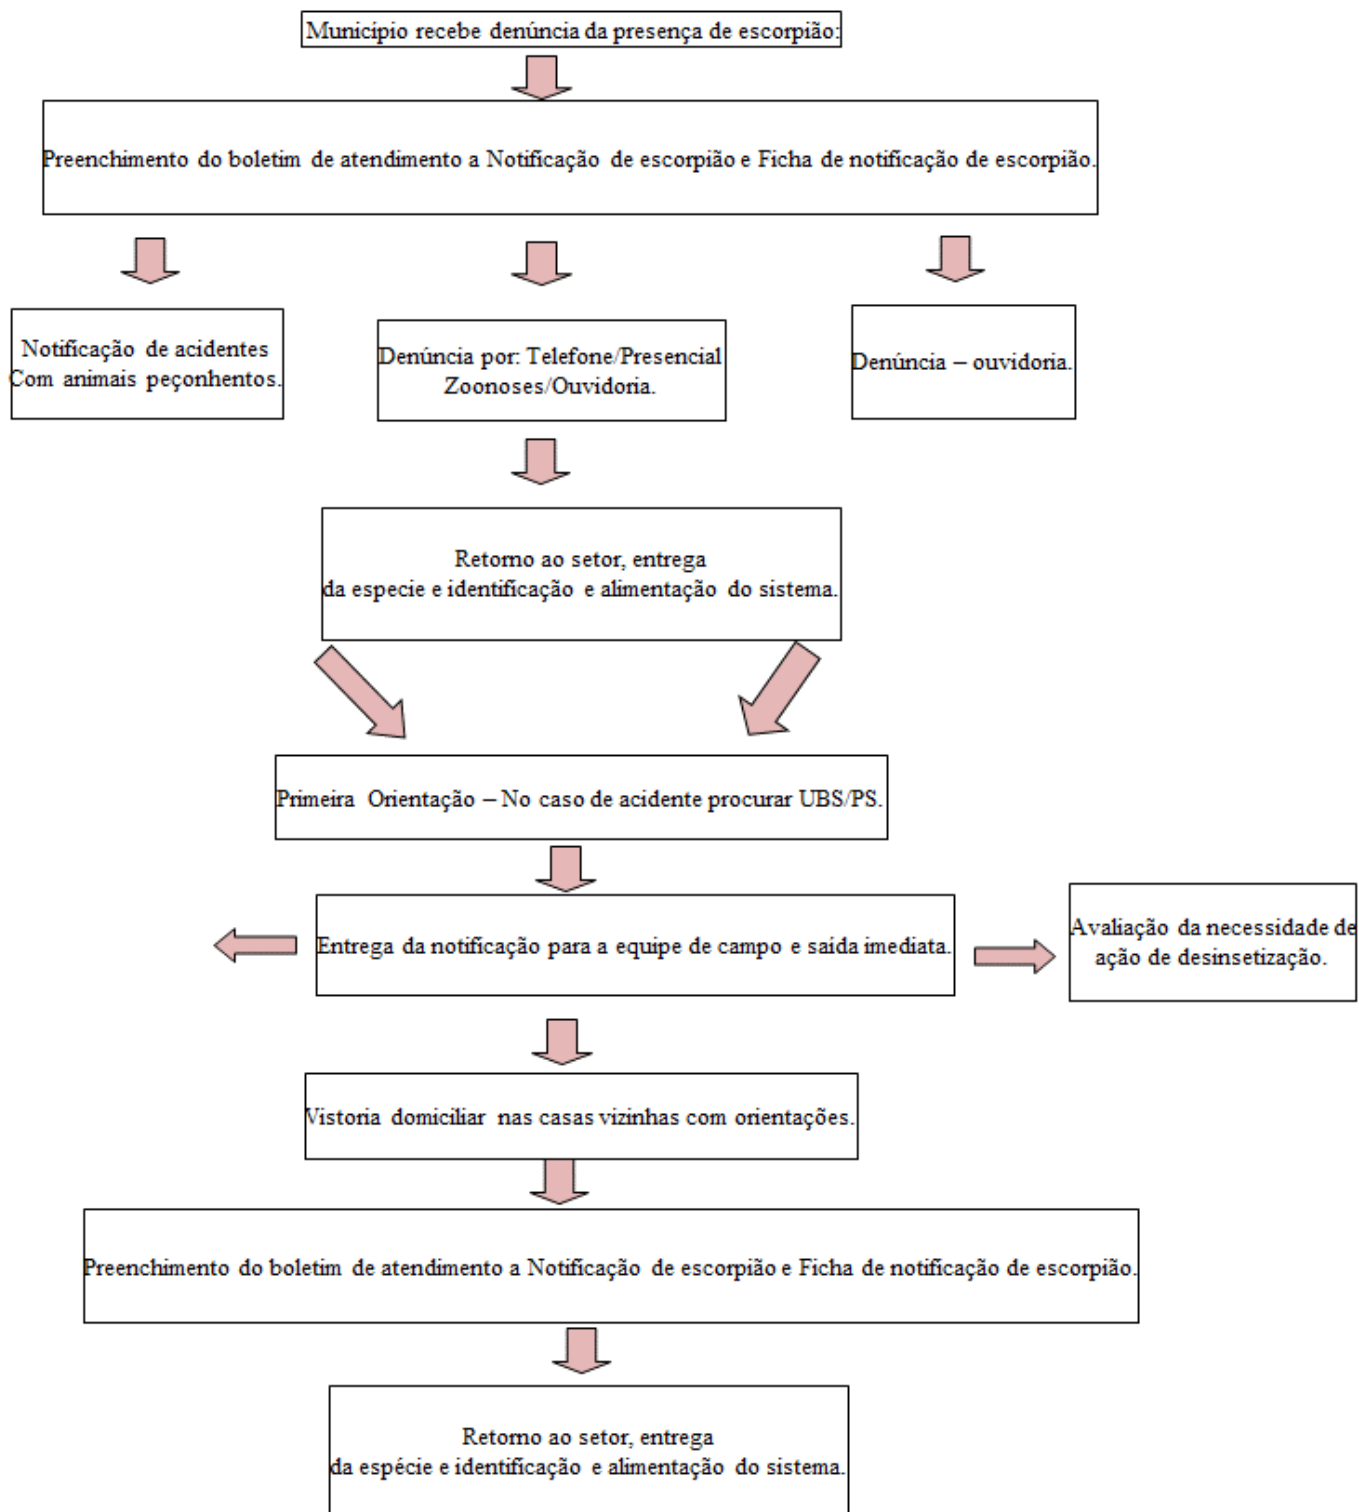 Município recebe denúncia da presença de escorpião:
Preenchimento do boletim de atendimento a Notificação de escorpião e Ficha de notificação de escorpião.
Notificação de acidentes
Com animais peçonhentos.
Denúncia por: Telefone/Presencial
Zoonoses/Ouvidoria.
Denúncia – ouvidoria.
Retorno ao setor, entrega
da especie e identificação e alimentação do sistema.
Primeira Orientação – No caso de acidente procurar UBS/PS.
Entrega da notificação para a equipe de campo e saída imediata.
Avaliação da necessidade de
ação de desinsetização.
Vistoria domiciliar nas casas vizinhas com orientações.
Preenchimento do boletim de atendimento a Notificação de escorpião e Ficha de notificação de escorpião.
Retorno ao setor, entrega
da espécie e identificação e alimentação do sistema.